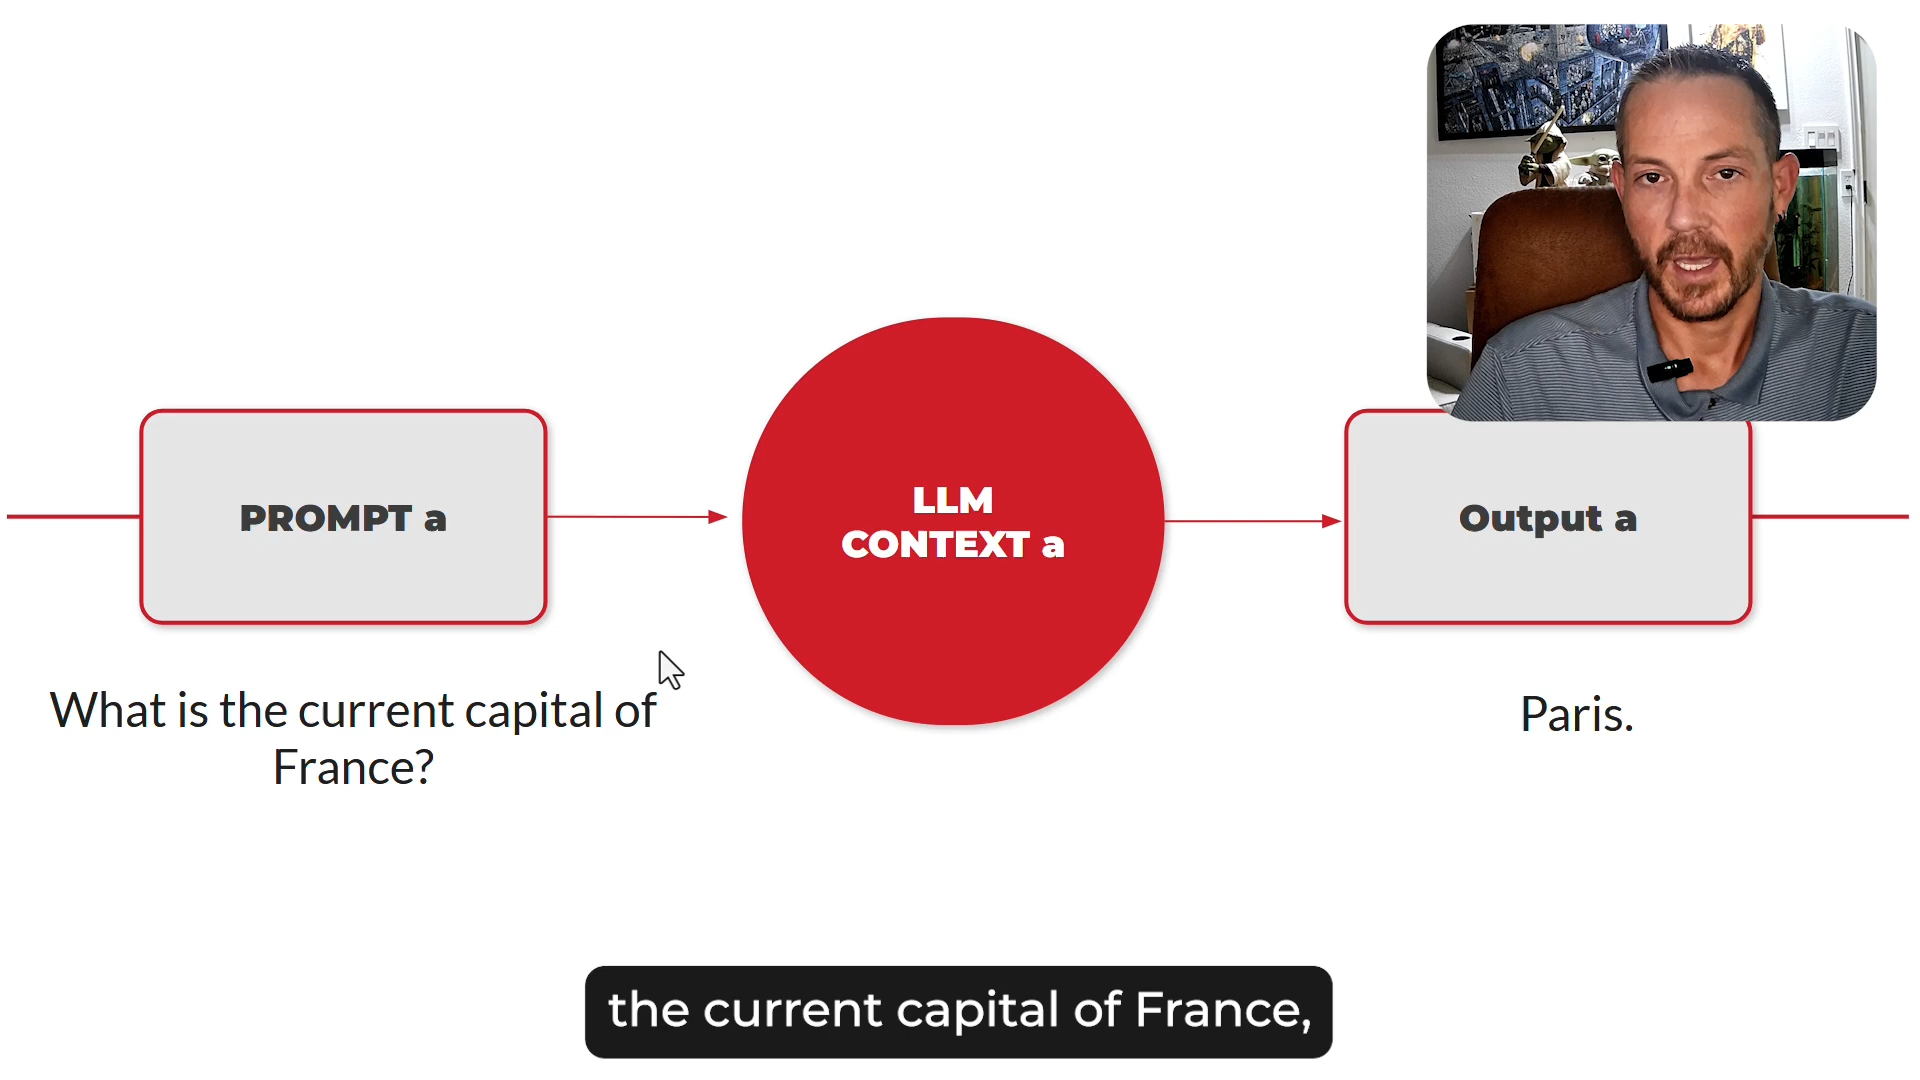 PROMPT a
LLM
CONTEXT a
Output a
What is the current capital of
France?
Paris.
the current capital of France,